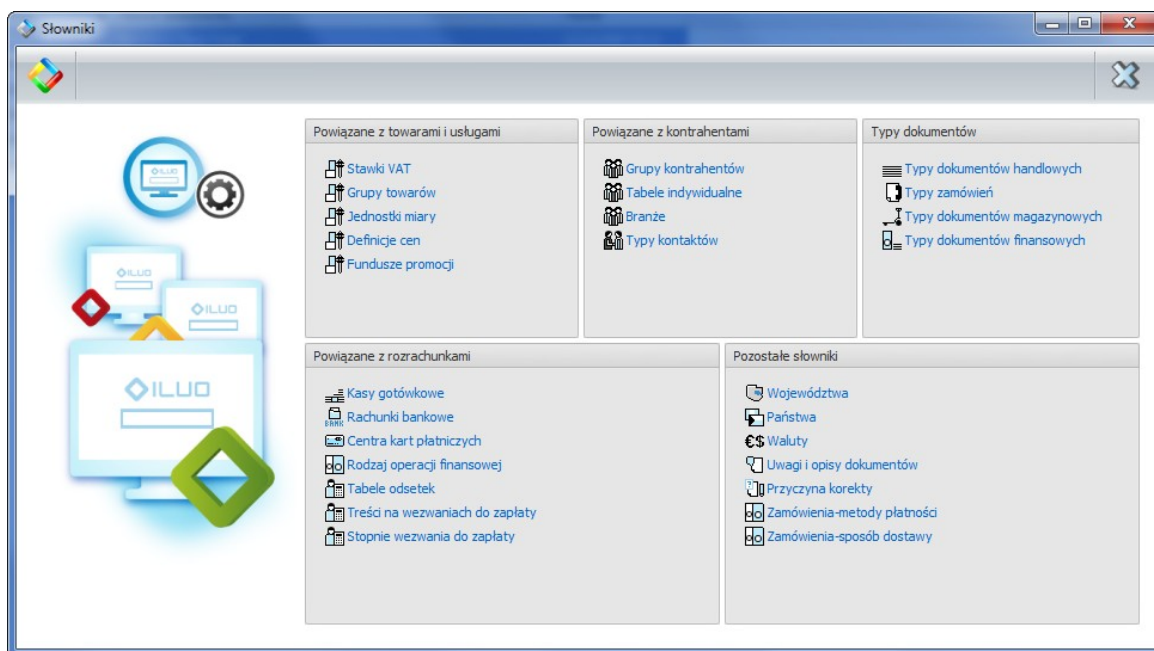 Słowniki
Powiązane z towarami i usługami
Stawki VAT
Grupy towarów
Jednostki miary
Definicje cen
Fundusze promocji
Powiązane z kontrahentami
Grupy kontrahentów
Tabele indywidualne
Branże
Typy kontaktów
Typy dokumentów
Typy dokumentów handlowych
Typy zamówień
Typy dokumentów magazynowych
Typy dokumentów finansowych
ILUO
ILUO
ILUO
ILUO
Powiązane z rozrachunkami
Kasy gotówkowe
BANK
Rachunki bankowe
Centra kart płatniczych
Rodzaj operacji finansowej
Tabele odsetek
Treści na wezwaniach do zapłaty
Stopnie wezwania do zapłaty
Pozostałe słowniki
Województwa
Państwa
€$ Waluty
Uwagi i opisy dokumentów
Przyczyna korekty
Zamówienia-metody płatności
Zamówienia-sposób dostawy